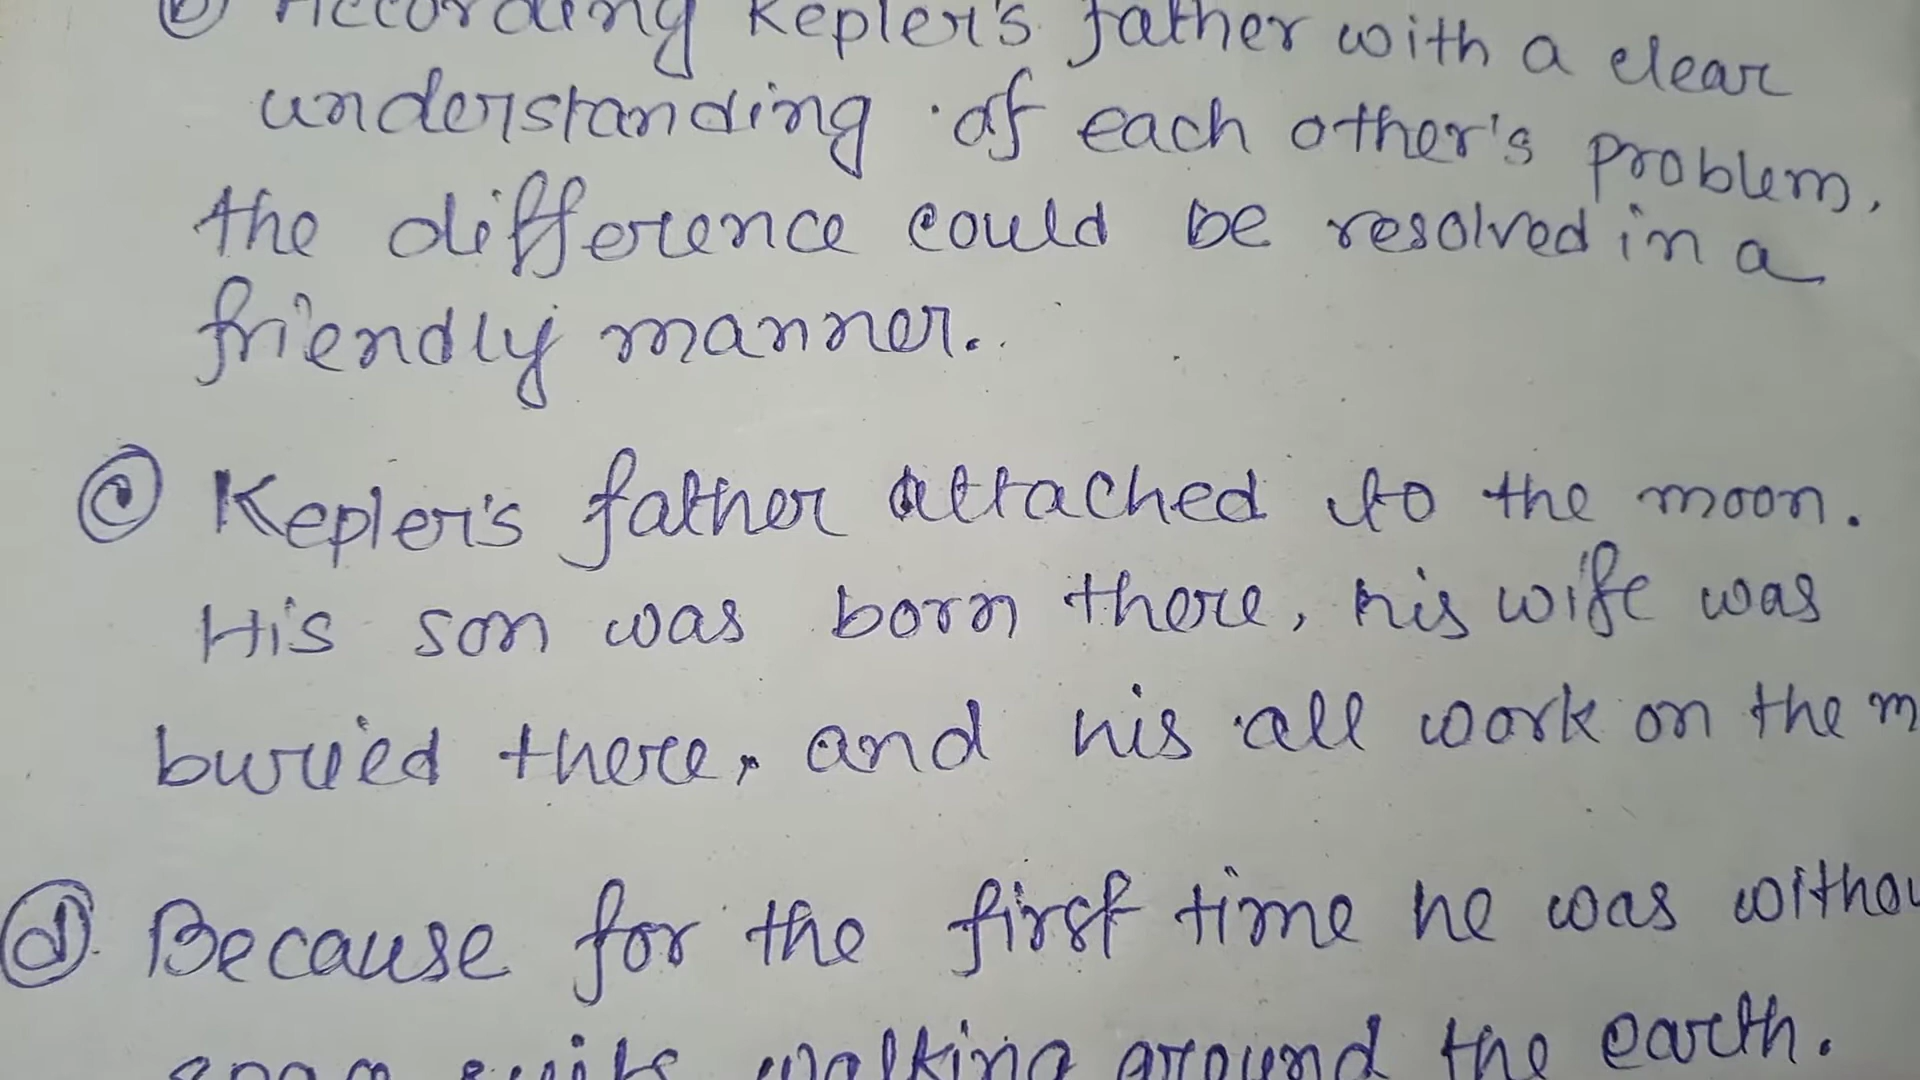 b According Kepler's father with a clear
understanding of each other's problem,
the difference could be resolved in a
friendly manner.
c Kepler's father attached to the moon.
His son was born there, his wife was
buried there, and his all work on the m
d Because for the first time he was withou
walking around the earth.